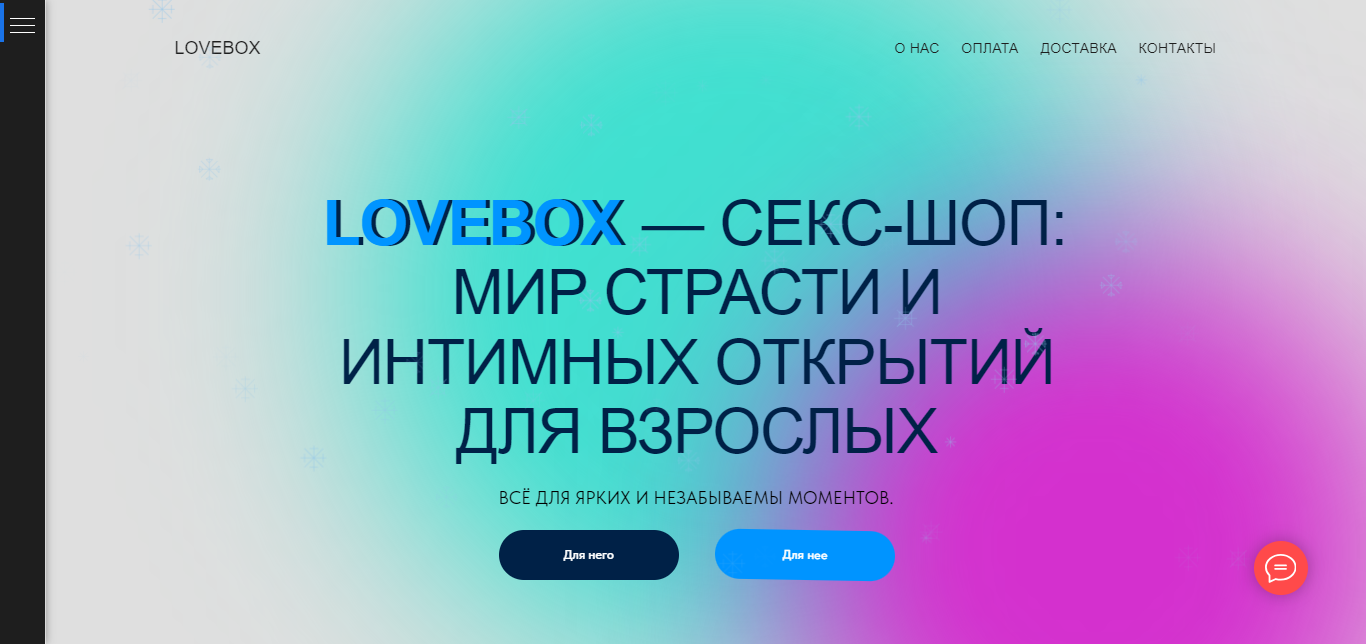 LOVEBOX
О НАС ОПЛАТА ДОСТАВКА КОНТАКТЫ
LOVEBOX — СЕКС-ШОП:
МИР СТРАСТИ И
ИНТИМНЫХ ОТКРЫТИЙ
ДЛЯ ВЗРОСЛЫХ
ВСЁ ДЛЯ ЯРКИХ И НЕЗАБЫВАЕМЫ МОМЕНТОВ.
Для него
Для нее